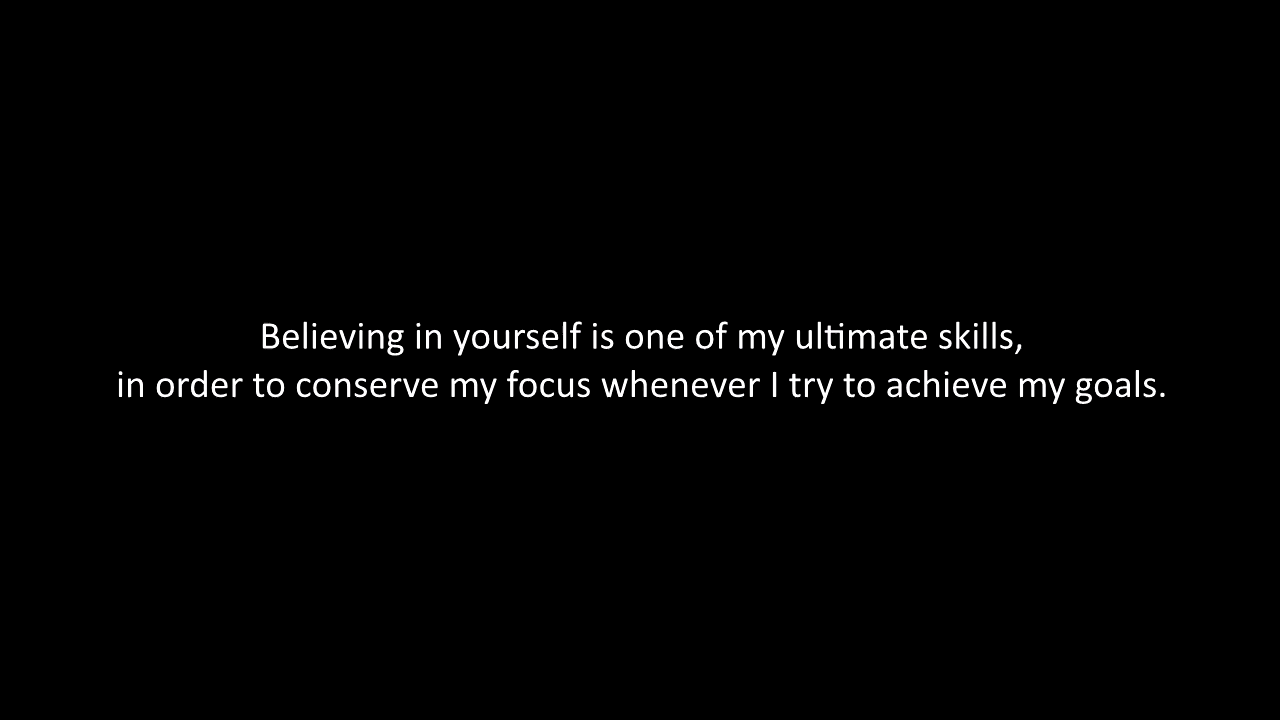 Believing in yourself is one of my ultimate skills,
in order to conserve my focus whenever I try to achieve my goals.